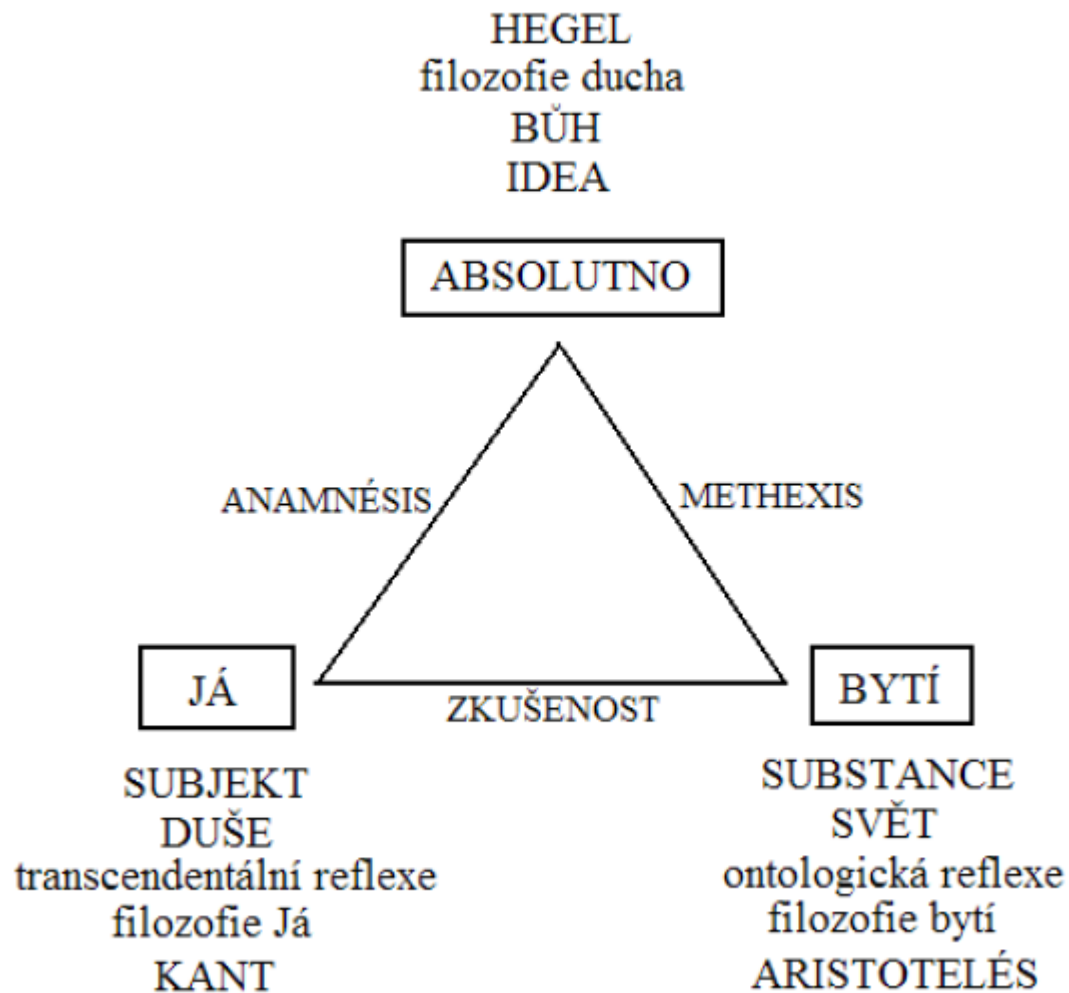 HEGEL
filozofie ducha
BŮH
IDEA
ABSOLUTNO
ANAMNÉSIS
METHEXIS
JÁ
ZKUŠENOST
BYTÍ
SUBJEKT
DUŠE
transcendentální reflexe
filozofie Já
KANT
SUBSTANCE
SVĚT
ontologická reflexe
filozofie bytí
ARISTOTELÉS